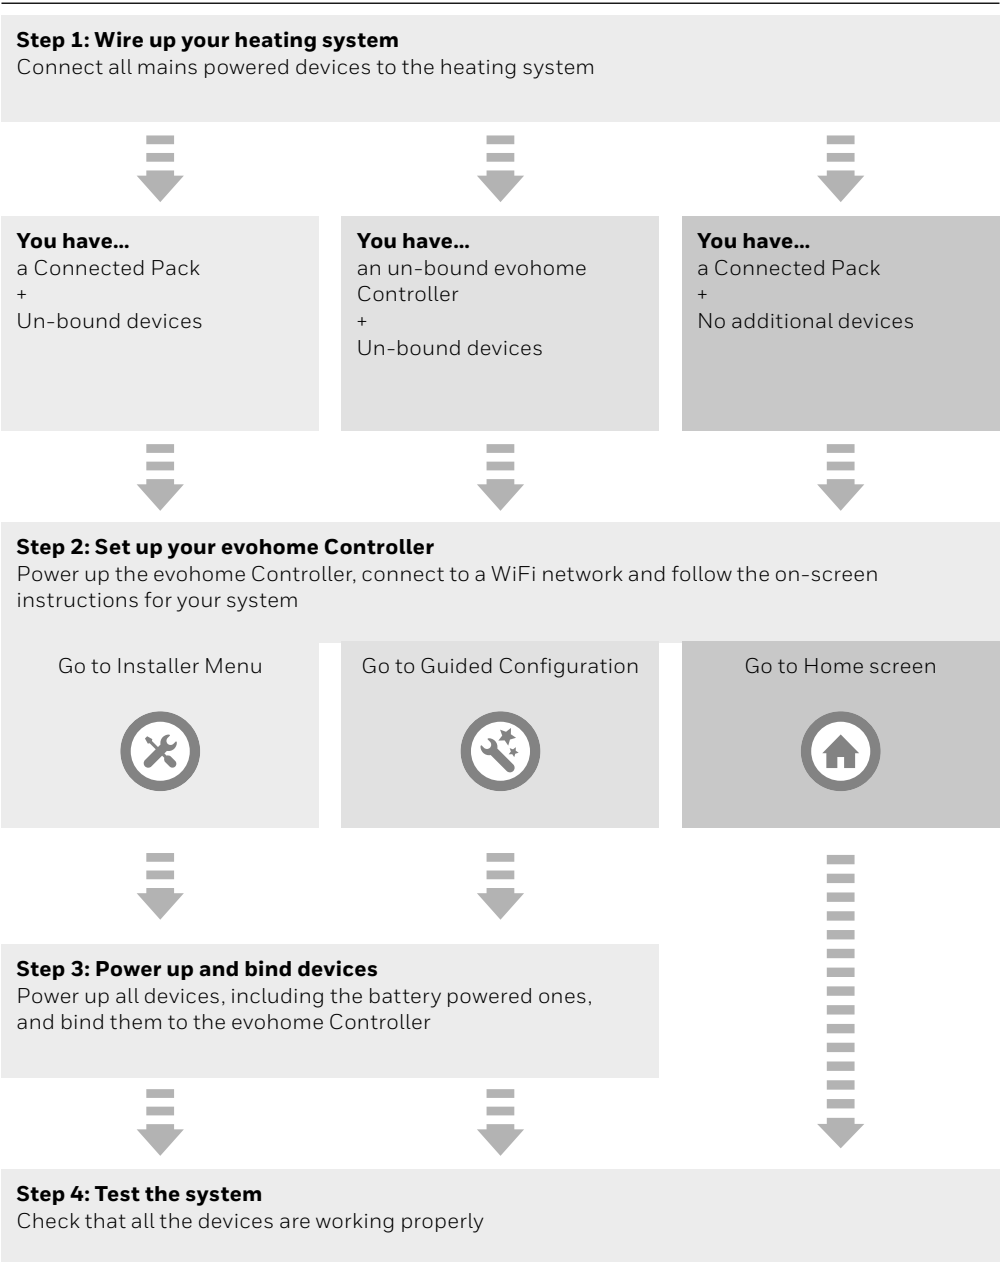 Step 1: Wire up your heating system
Connect all mains powered devices to the heating system
You have...
a Connected Pack
+
Un-bound devices
You have...
an un-bound evohome
Controller
+
Un-bound devices
You have...
a Connected Pack
+
No additional devices
Step 2: Set up your evohome Controller
Power up the evohome Controller, connect to a WiFi network and follow the on-screen
instructions for your system
Go to Installer Menu
Go to Guided Configuration
Go to Home screen
Step 3: Power up and bind devices
Power up all devices, including the battery powered ones,
and bind them to the evohome Controller
Step 4: Test the system
Check that all the devices are working properly